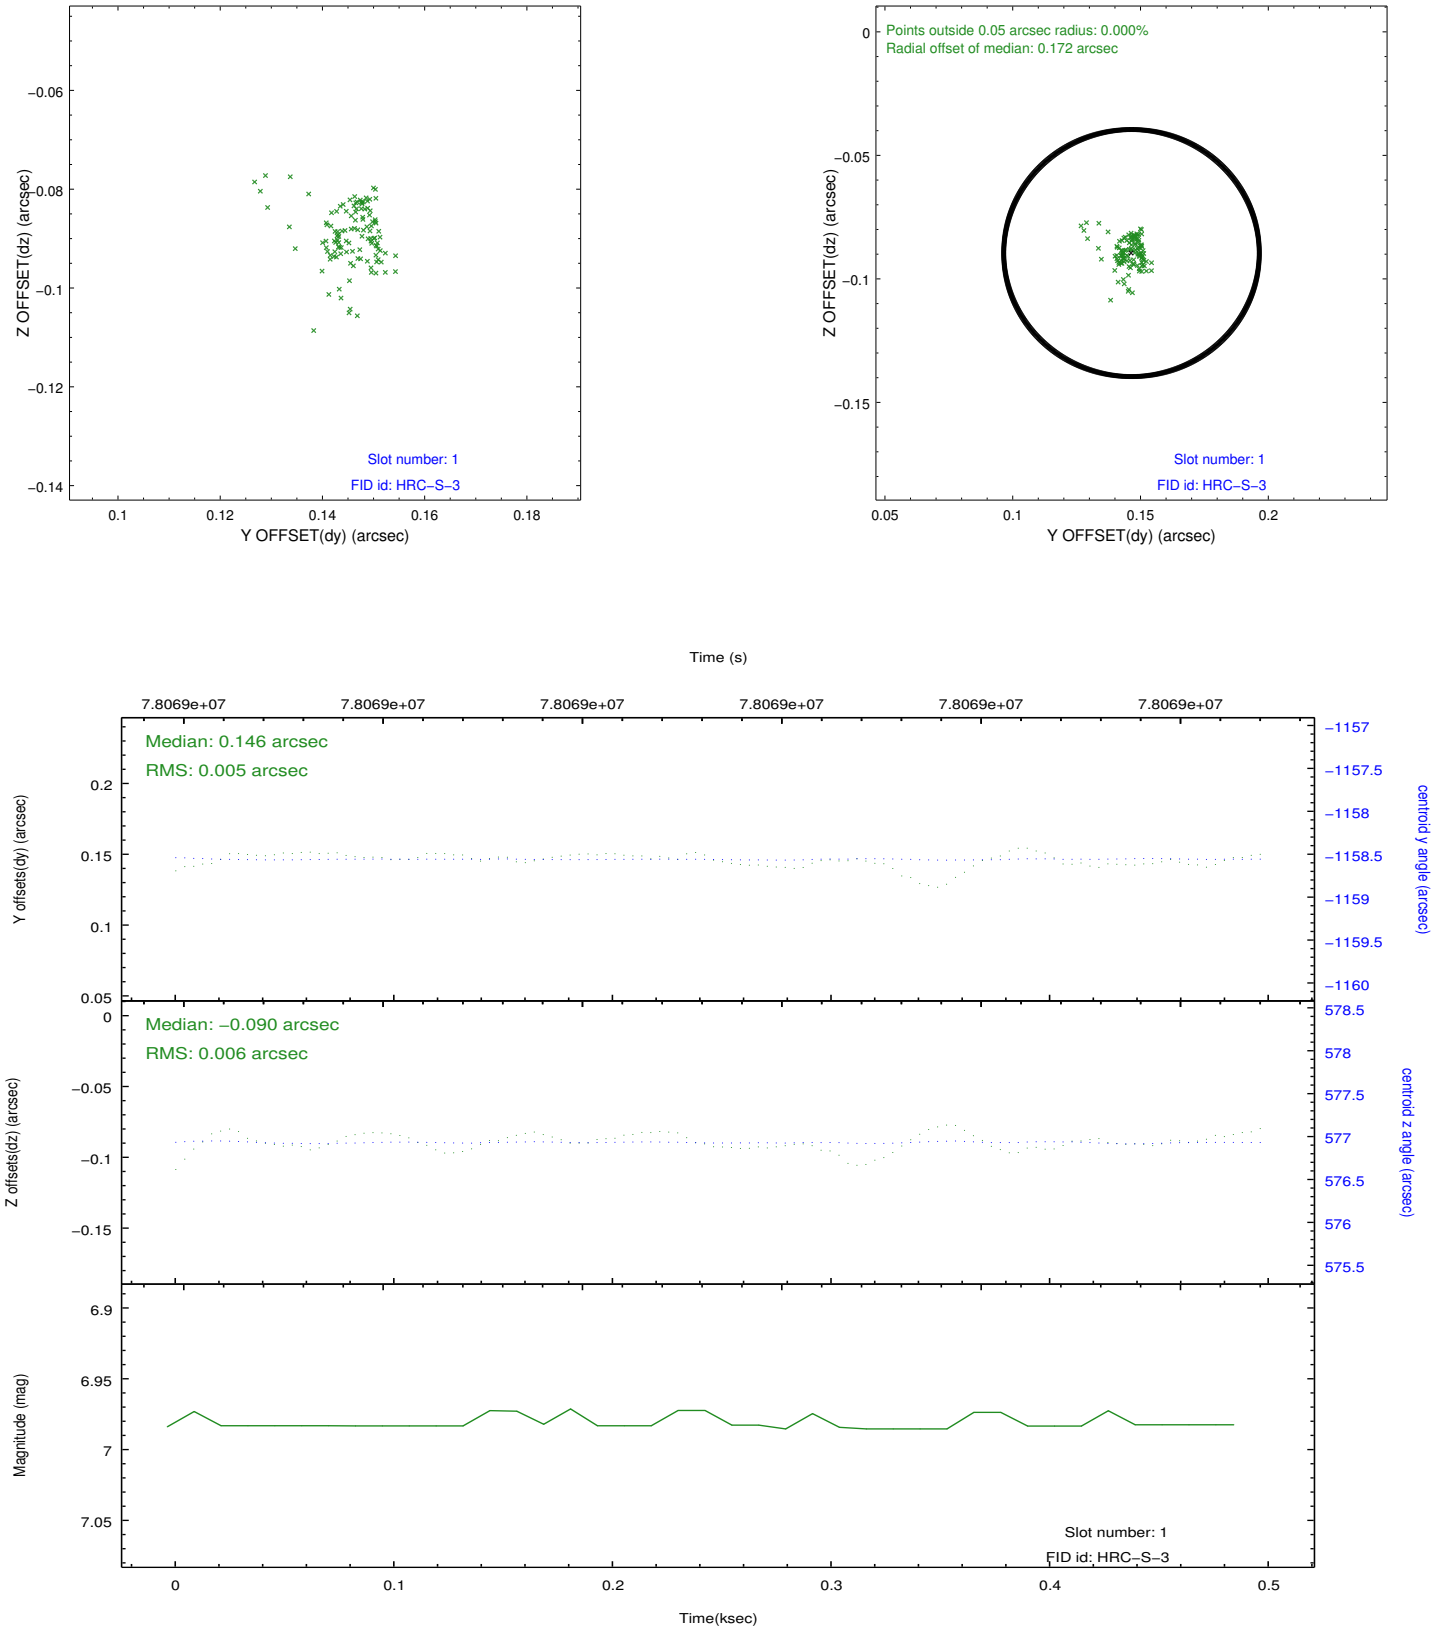 −0.06
−0.08
−0.1
−0.12
−0.14
Z OFFSET(dz) (arcsec)
Slot number: 1
FID id: HRC−S−3
0.1
0.12
0.14
0.16
0.18
Y OFFSET(dy) (arcsec)
Points outside 0.05 arcsec radius: 0.000%
Radial offset of median: 0.172 arcsec
0
−0.05
−0.1
−0.15
Z OFFSET(dz) (arcsec)
Slot number: 1
FID id: HRC−S−3
0.05
0.1
0.15
0.2
Y OFFSET(dy) (arcsec)
Time (s)
7.8069e+07
7.8069e+07
7.8069e+07
7.8069e+07
7.8069e+07
7.8069e+07
Median: 0.146 arcsec
RMS: 0.005 arcsec
0.2
0.15
0.1
0.05
Y offsets(dy) (arcsec)
−1157
−1157.5
−1158
−1158.5
−1159
−1159.5
−1160
centroid y angle (arcsec)
Median: −0.090 arcsec
RMS: 0.006 arcsec
0
−0.05
−0.1
−0.15
Z offsets(dz) (arcsec)
578.5
578
577.5
577
576.5
576
575.5
centroid z angle (arcsec)
6.9
6.95
7
7.05
Magnitude (mag)
Slot number: 1
FID id: HRC−S−3
0
0.1
0.2
0.3
0.4
0.5
Time(ksec)